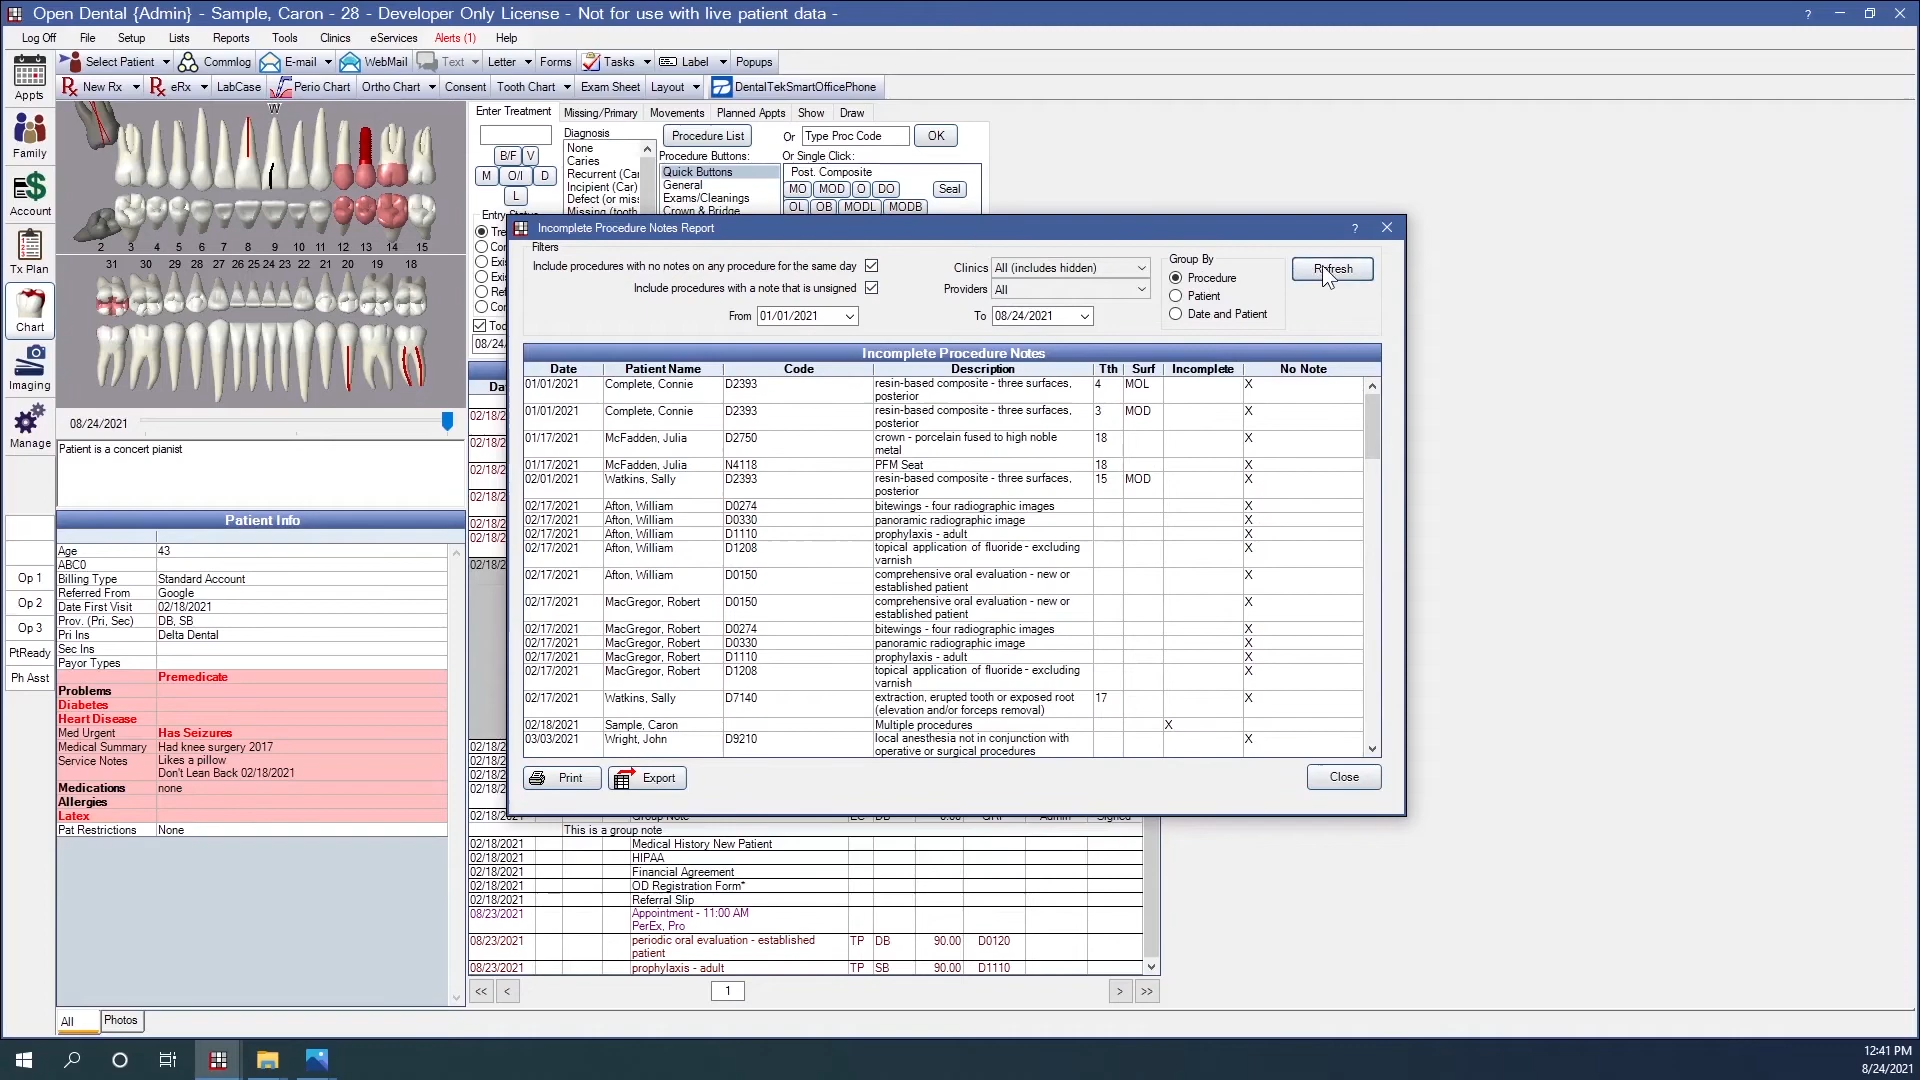 Open Dental {Admin} - Sample, Caron - 28 - Developer Only License - Not for use with live patient data -
Log Off File Setup Lists Reports Tools Clinics eServices Alerts (1) Help
Select Patient Commlog E-mail WebMail Text Letter Forms Tasks Label Popups
New Rx eRx LabCase Perio Chart Ortho Chart Consent Tooth Chart Exam Sheet Layout DentalTekSmartOfficePhone
Appts
Family
Account
Tx Plan
Chart
Imaging
Manage
Op 1
Op 2
Op 3
PtReady
Ph Asst
W
2 3 4 5 6 7 8 9 10 11 12 13 14 15
31 30 29 28 27 26 25 24 23 22 21 20 19 18
08/24/2021
Patient is a concert pianist
Patient Info
Age 43
ABC0
Billing Type Standard Account
Referred From Google
Date First Visit 02/18/2021
Prov. (Pri, Sec) DB, SB
Pri Ins Delta Dental
Sec Ins
Payor Types
Premedicate
Problems
Diabetes
Heart Disease
Med Urgent Has Seizures
Medical Summary Had knee surgery 2017
Service Notes Likes a pillow
Don't Lean Back 02/18/2021
Medications none
Allergies
Latex
Pat Restrictions None
All Photos
Enter Treatment Missing/Primary Movements Planned Appts Show Draw
Diagnosis
None
Caries
Recurrent (Car
Incipient (Car)
Defect (or miss
B/F V
M O/I D
L
Procedure List
Or Type Proc Code OK
Procedure Buttons:
Quick Buttons
General
Exams/Cleanings
Crown & Bridge
Or Single Click:
Post. Composite
MO MOD O DO Seal
OL OB MODL MODB
Incomplete Procedure Notes Report
Filters
Include procedures with no notes on any procedure for the same day
Include procedures with a note that is unsigned
From 01/01/2021
Clinics All (includes hidden)
Providers All
To 08/24/2021
Group By
Procedure
Patient
Date and Patient
Refresh
Incomplete Procedure Notes
Date Patient Name Code Description Tth Surf Incomplete No Note
01/01/2021 Complete, Connie D2393 resin-based composite - three surfaces, 4 MOL X
posterior
01/01/2021 Complete, Connie D2393 resin-based composite - three surfaces, 3 MOD X
posterior
01/17/2021 McFadden, Julia D2750 crown - porcelain fused to high noble 18 X
metal
01/17/2021 McFadden, Julia N4118 PFM Seat 18 X
02/01/2021 Watkins, Sally D2393 resin-based composite - three surfaces, 15 MOD X
posterior
02/17/2021 Afton, William D0274 bitewings - four radiographic images X
02/17/2021 Afton, William D0330 panoramic radiographic image X
02/17/2021 Afton, William D1110 prophylaxis - adult X
02/17/2021 Afton, William D1208 topical application of fluoride - excluding X
varnish
02/17/2021 Afton, William D0150 comprehensive oral evaluation - new or X
established patient
02/17/2021 MacGregor, Robert D0150 comprehensive oral evaluation - new or X
established patient
02/17/2021 MacGregor, Robert D0274 bitewings - four radiographic images X
02/17/2021 MacGregor, Robert D0330 panoramic radiographic image X
02/17/2021 MacGregor, Robert D1110 prophylaxis - adult X
02/17/2021 MacGregor, Robert D1208 topical application of fluoride - excluding X
varnish
02/17/2021 Watkins, Sally D7140 extraction, erupted tooth or exposed root 17 X
(elevation and/or forceps removal)
02/18/2021 Sample, Caron Multiple procedures X
03/03/2021 Wright, John D9210 local anesthesia not in conjunction with X
operative or surgical procedures
Print Export Close
This is a group note
02/18/2021 Medical History New Patient
02/18/2021 HIPAA
02/18/2021 Financial Agreement
02/18/2021 OD Registration Form*
02/18/2021 Referral Slip
08/23/2021 Appointment - 11:00 AM
PerEx, Pro
08/23/2021 periodic oral evaluation - established TP DB 90.00 D0120
patient
08/23/2021 prophylaxis - adult TP SB 90.00 D1110
<< < 1 > >>
12:41 PM
8/24/2021